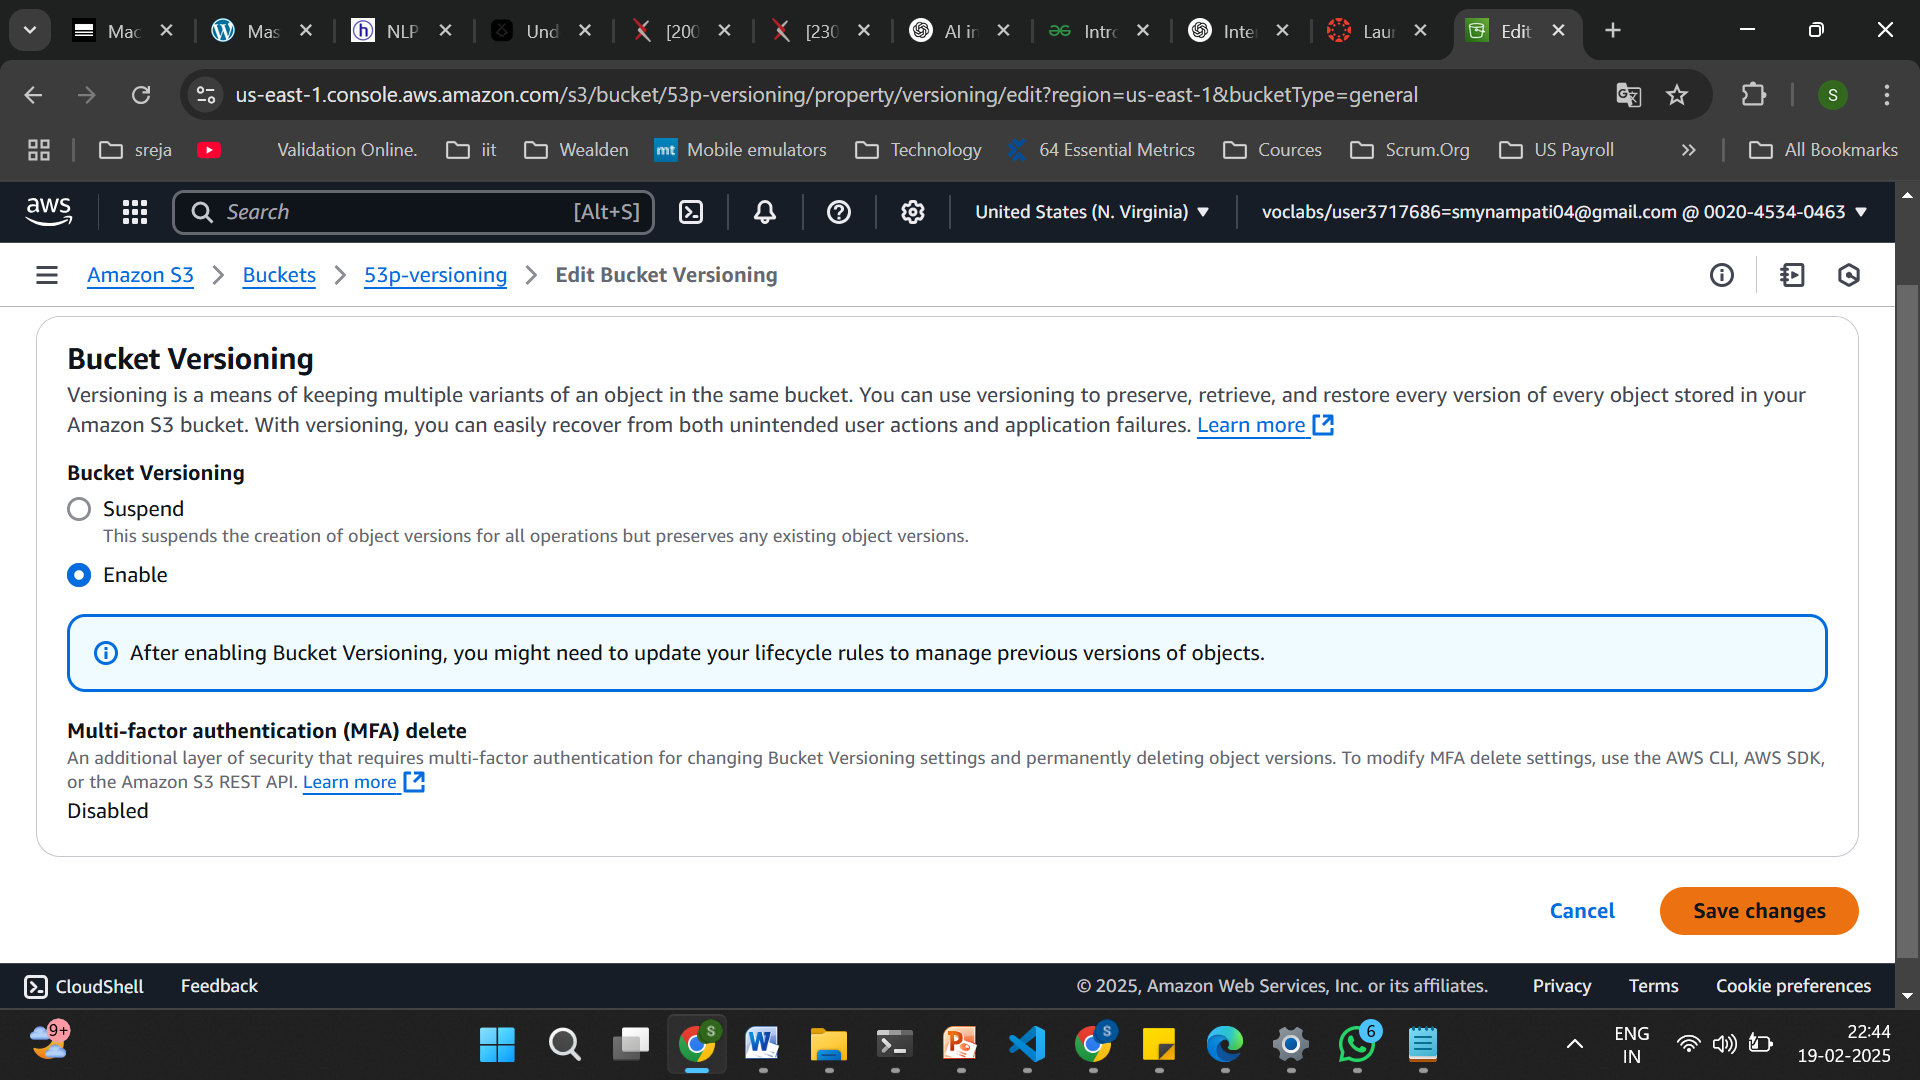 Mac
Mas
NLP
Und
[200
[230
AI in
Intro
Inte
Laur
Edit
us-east-1.console.aws.amazon.com/s3/bucket/53p-versioning/property/versioning/edit?region=us-east-1&bucketType=general
S
sreja
Validation Online.
iit
Wealden
mt Mobile emulators
Technology
64 Essential Metrics
Cources
Scrum.Org
US Payroll
»
All Bookmarks
aws
Search [Alt+S]
United States (N. Virginia)
voclabs/user3717686=smynampati04@gmail.com @ 0020-4534-0463
Amazon S3 > Buckets > 53p-versioning > Edit Bucket Versioning
Bucket Versioning
Versioning is a means of keeping multiple variants of an object in the same bucket. You can use versioning to preserve, retrieve, and restore every version of every object stored in your
Amazon S3 bucket. With versioning, you can easily recover from both unintended user actions and application failures. Learn more
Bucket Versioning
Suspend
This suspends the creation of object versions for all operations but preserves any existing object versions.
Enable
After enabling Bucket Versioning, you might need to update your lifecycle rules to manage previous versions of objects.
Multi-factor authentication (MFA) delete
An additional layer of security that requires multi-factor authentication for changing Bucket Versioning settings and permanently deleting object versions. To modify MFA delete settings, use the AWS CLI, AWS SDK,
or the Amazon S3 REST API. Learn more
Disabled
Cancel
Save changes
CloudShell
Feedback
© 2025, Amazon Web Services, Inc. or its affiliates.
Privacy
Terms
Cookie preferences
9+
S
S
6
ENG
IN
22:44
19-02-2025